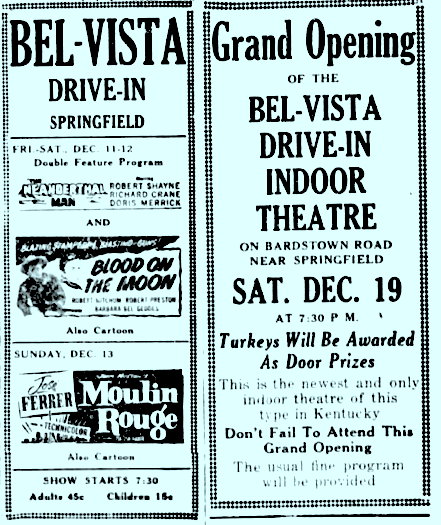 BEL-VISTA
DRIVE-IN
SPRINGFIELD
FRI.-SAT., DEC. 11-12
Double Feature Program
NEANDERTHAL
MAN
ROBERT SHAYNE
RICHARD CRANE
DORIS MERRICK
AND
BLAZING STAMPEDE! BLASTING GUNS!
BLOOD ON
THE MOON
ROBERT MITCHUM ROBERT PRESTON
BARBARA BEL GEDDES
Also Cartoon
SUNDAY, DEC. 13
José
FERRER
Moulin
Rouge
TECHNICOLOR
Also Cartoon
SHOW STARTS 7:30
Adults 45c Children 15c
Grand Opening
OF THE
BEL-VISTA
DRIVE-IN
INDOOR
THEATRE
ON BARDSTOWN ROAD
NEAR SPRINGFIELD
SAT. DEC. 19
AT 7:30 P M.
Turkeys Will Be Awarded
As Door Prizes
This is the newest and only
indoor theatre of this
type in Kentucky
Don't Fail To Attend This
Grand Opening
The usual fine program
will be provided